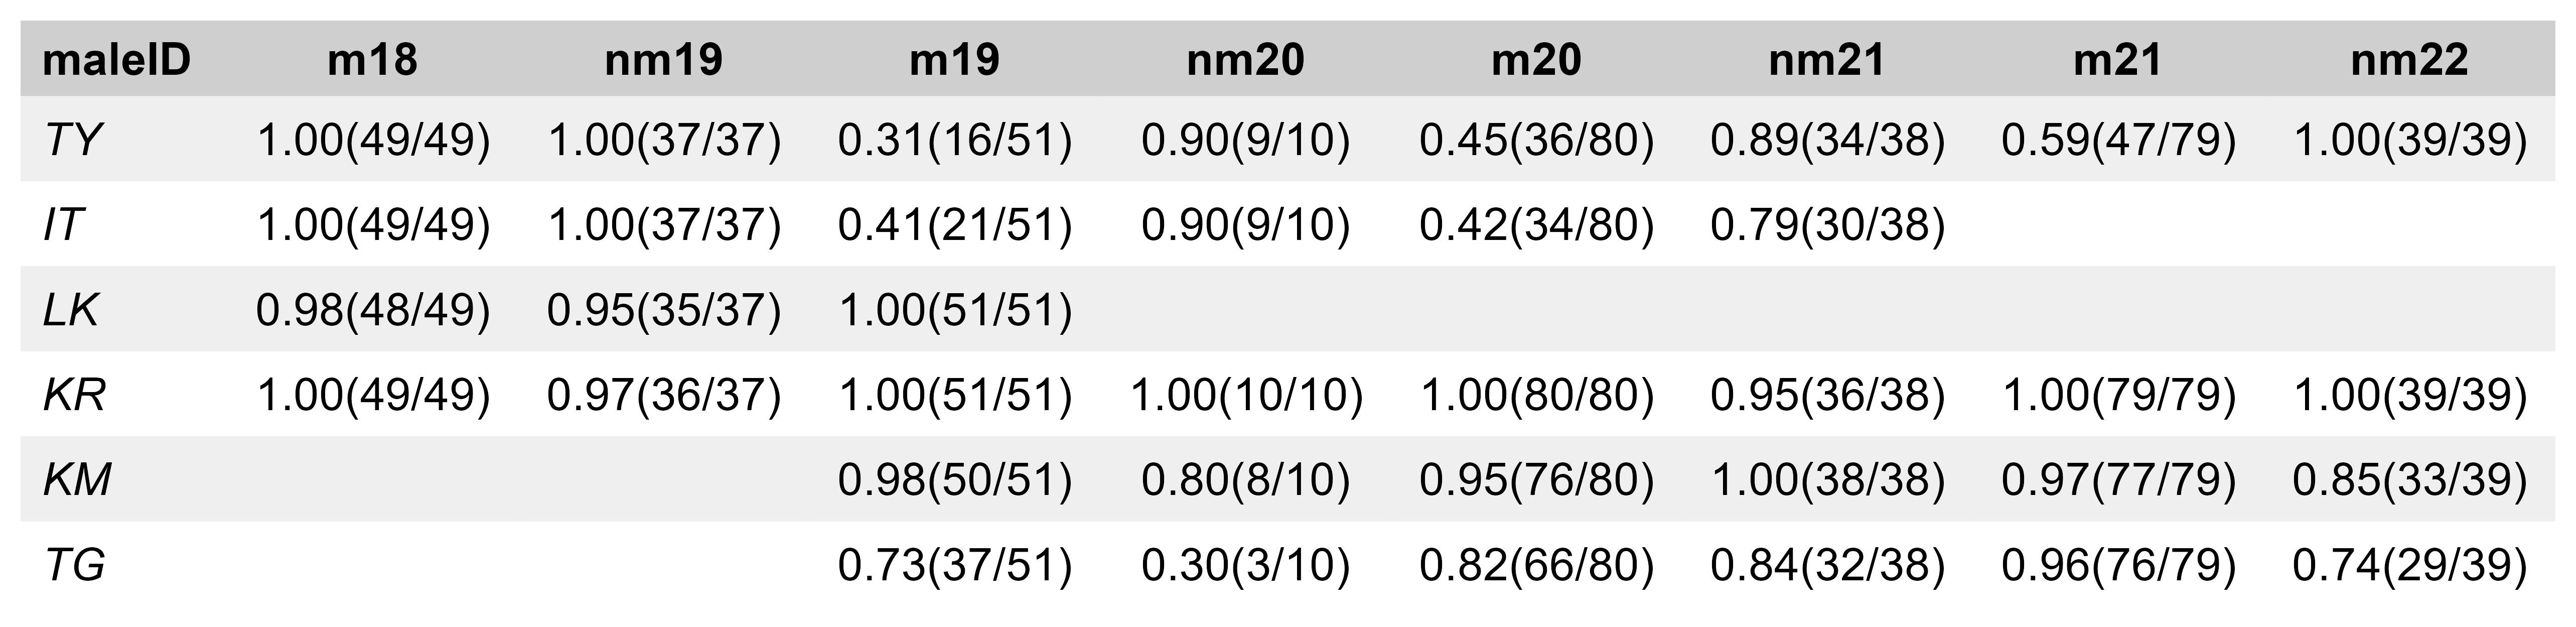 maleID m18 nm19 m19 nm20 m20 nm21 m21 nm22
TY 1.00(49/49) 1.00(37/37) 0.31(16/51) 0.90(9/10) 0.45(36/80) 0.89(34/38) 0.59(47/79) 1.00(39/39)
IT 1.00(49/49) 1.00(37/37) 0.41(21/51) 0.90(9/10) 0.42(34/80) 0.79(30/38)
LK 0.98(48/49) 0.95(35/37) 1.00(51/51)
KR 1.00(49/49) 0.97(36/37) 1.00(51/51) 1.00(10/10) 1.00(80/80) 0.95(36/38) 1.00(79/79) 1.00(39/39)
KM 0.98(50/51) 0.80(8/10) 0.95(76/80) 1.00(38/38) 0.97(77/79) 0.85(33/39)
TG 0.73(37/51) 0.30(3/10) 0.82(66/80) 0.84(32/38) 0.96(76/79) 0.74(29/39)